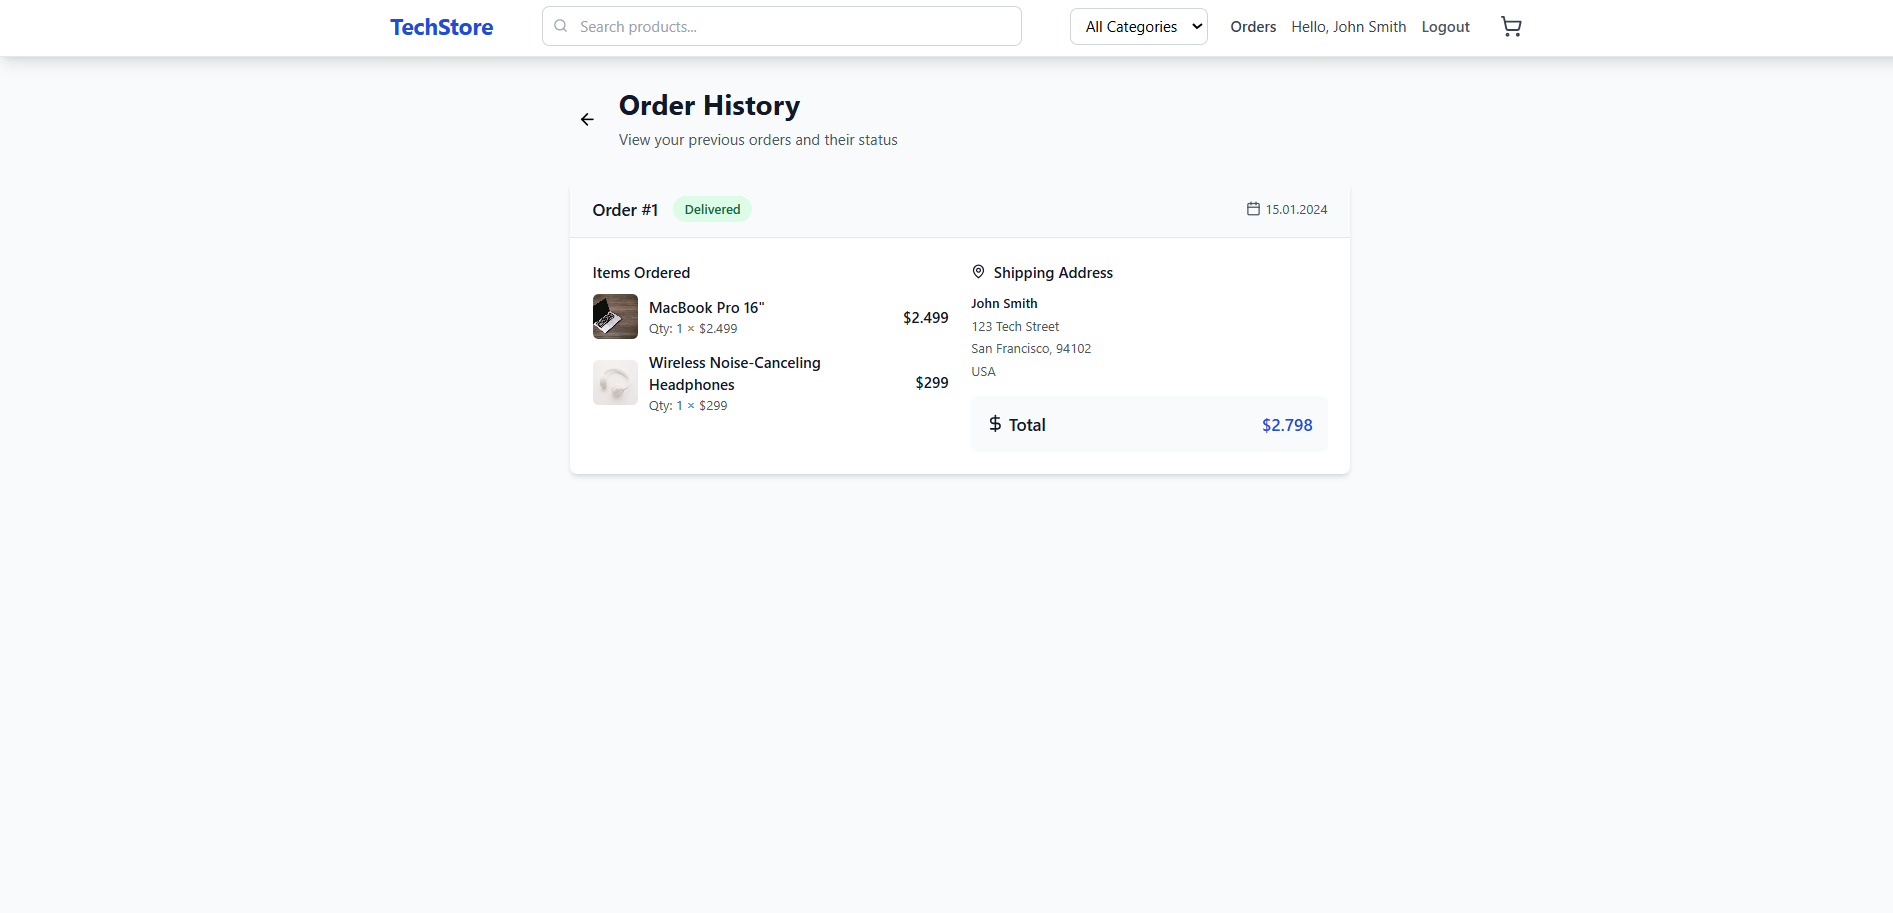 TechStore
Search products...
All Categories
Orders
Hello, John Smith
Logout
Order History
View your previous orders and their status
Order #1
Delivered
15.01.2024
Items Ordered
MacBook Pro 16"
Qty: 1 × $2.499
$2.499
Wireless Noise-Canceling
Headphones
Qty: 1 × $299
$299
Shipping Address
John Smith
123 Tech Street
San Francisco, 94102
USA
$ Total
$2.798